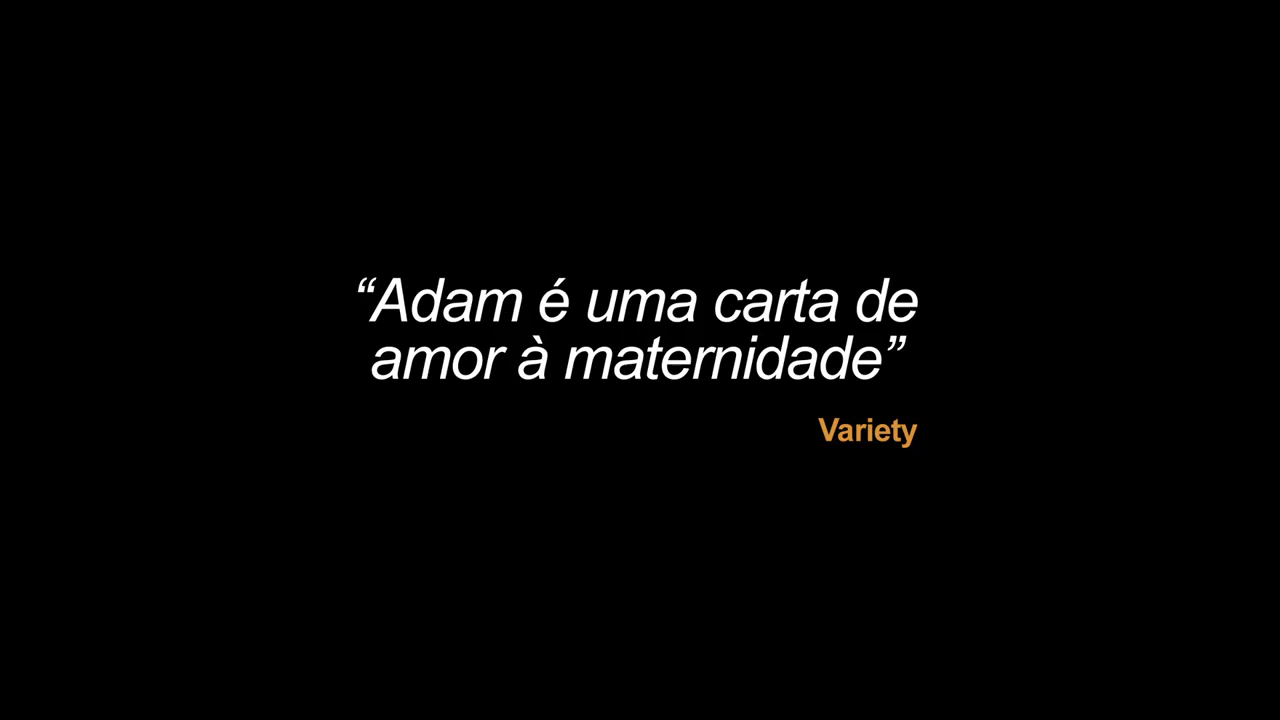 “Adam é uma carta de
amor à maternidade”
Variety